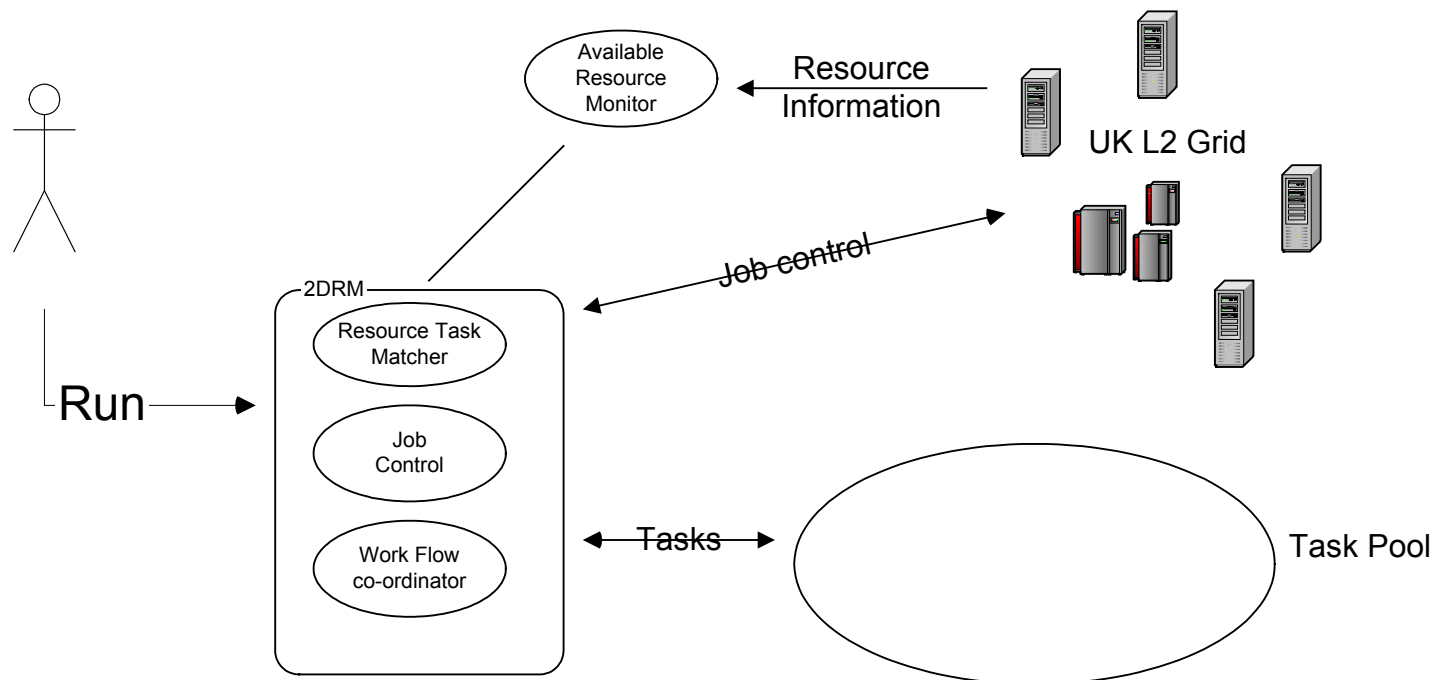 Available
Resource
Monitor
Resource
Information
UK L2 Grid
Job control
2DRM
Resource Task
Matcher
Run
Job
Control
Work Flow
co-ordinator
Tasks
Task Pool